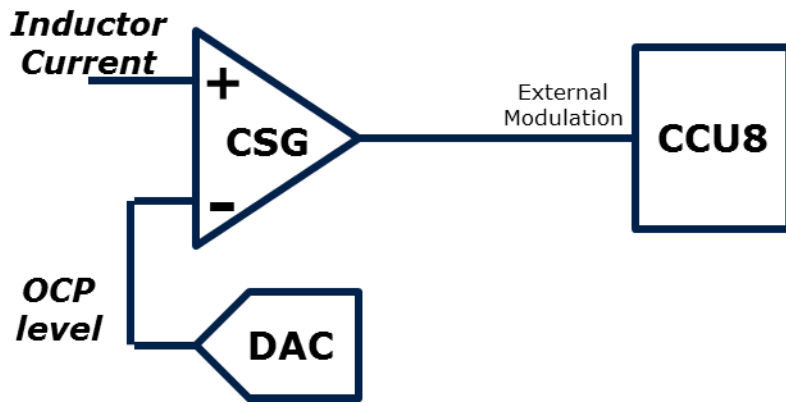 Inductor
Current
+
CSG
-
External
Modulation
CCU8
OCP
level
DAC